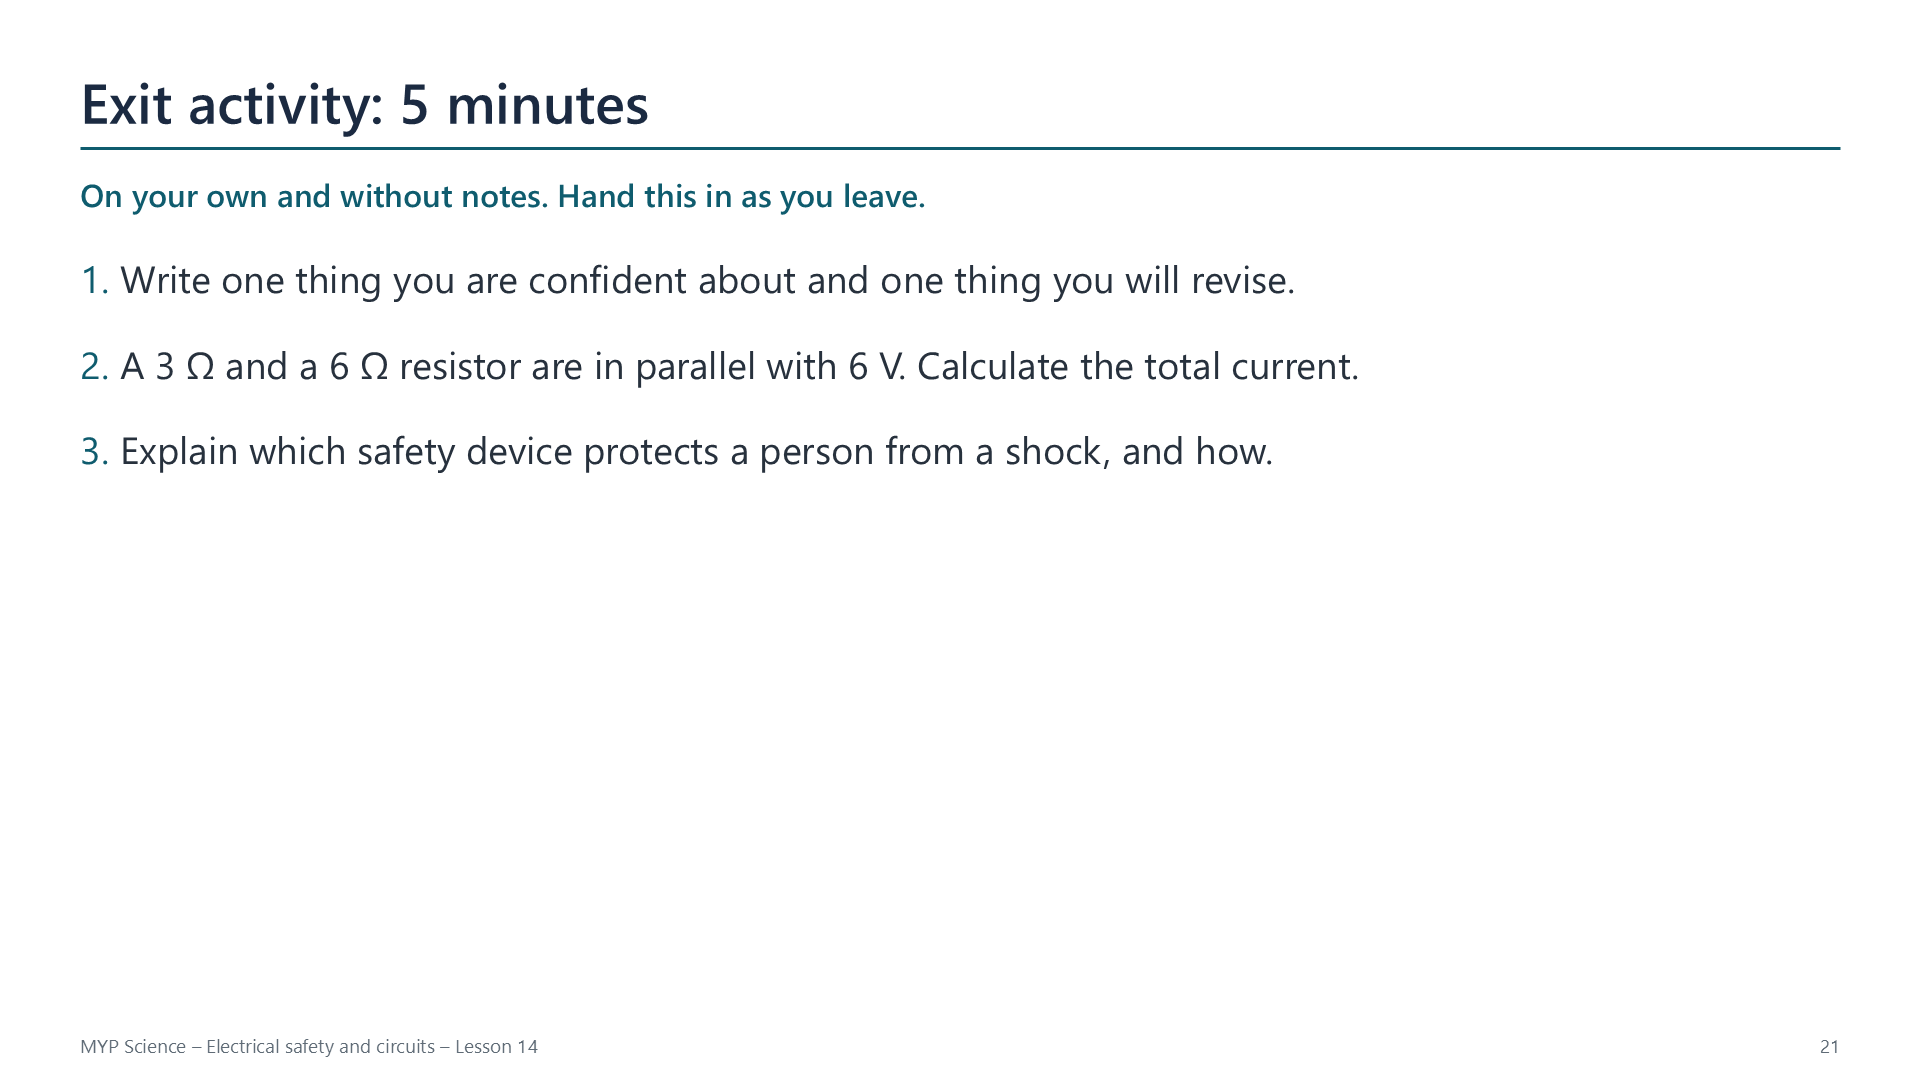 Exit activity: 5 minutes
On your own and without notes. Hand this in as you leave.
1. Write one thing you are confident about and one thing you will revise.
2. A 3 Ω and a 6 Ω resistor are in parallel with 6 V. Calculate the total current.
3. Explain which safety device protects a person from a shock, and how.
MYP Science – Electrical safety and circuits – Lesson 14
21